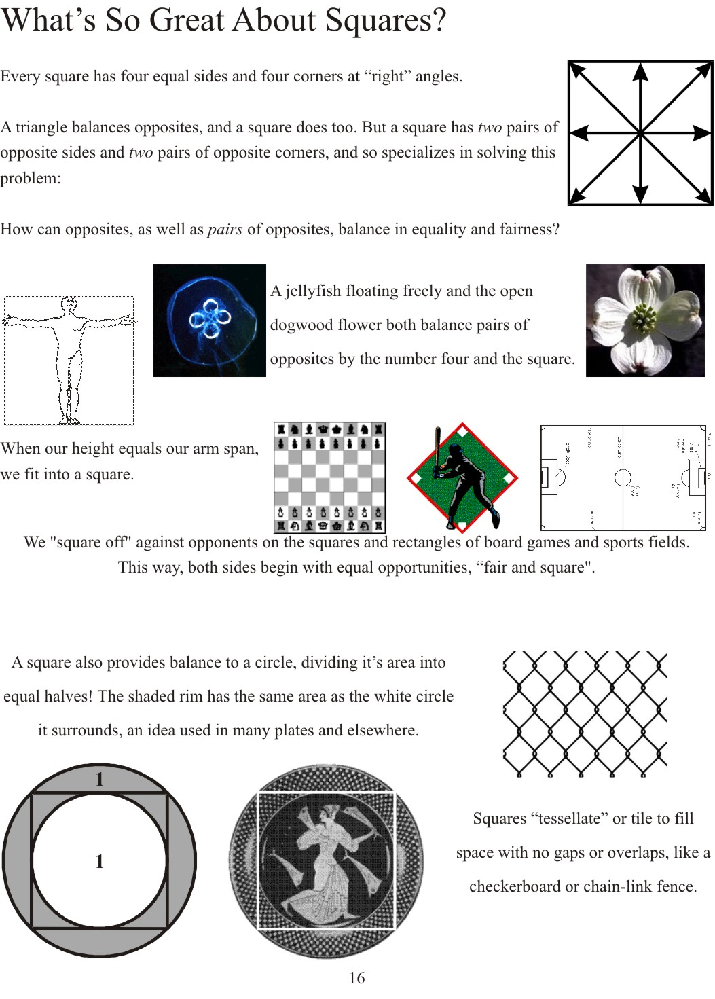 What’s So Great About Squares?
Every square has four equal sides and four corners at “right” angles.
A triangle balances opposites, and a square does too. But a square has two pairs of
opposite sides and two pairs of opposite corners, and so specializes in solving this
problem:
How can opposites, as well as pairs of opposites, balance in equality and fairness?
A jellyfish floating freely and the open
dogwood flower both balance pairs of
opposites by the number four and the square.
When our height equals our arm span,
we fit into a square.
We "square off" against opponents on the squares and rectangles of board games and sports fields.
This way, both sides begin with equal opportunities, “fair and square".
A square also provides balance to a circle, dividing it’s area into
equal halves! The shaded rim has the same area as the white circle
it surrounds, an idea used in many plates and elsewhere.
1
1
Squares “tessellate” or tile to fill
space with no gaps or overlaps, like a
checkerboard or chain-link fence.
16